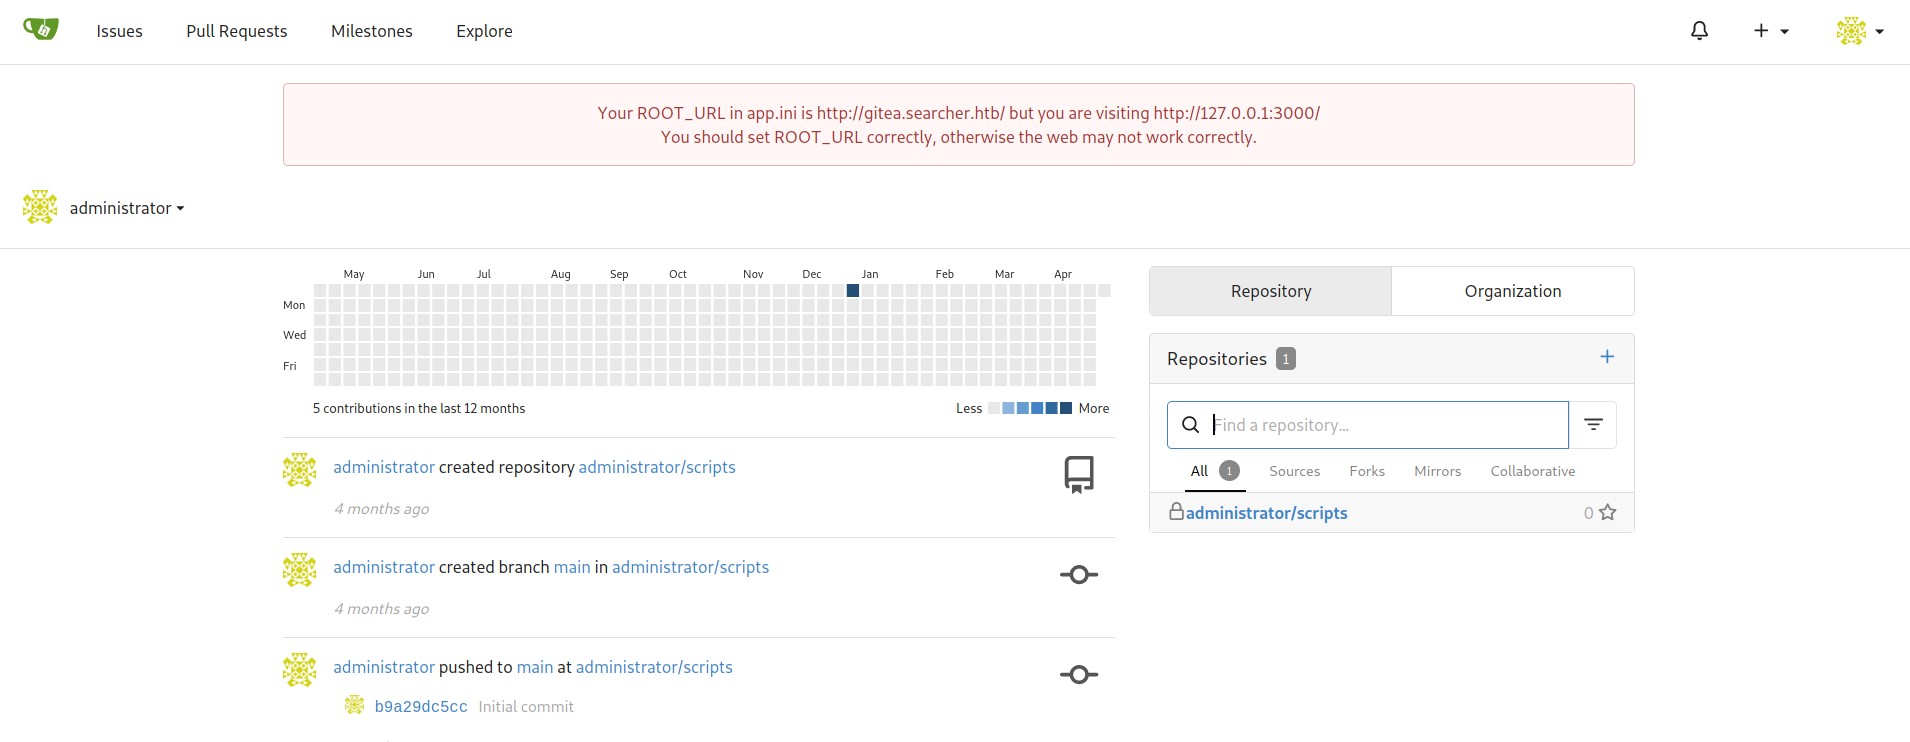 Issues Pull Requests Milestones Explore
Your ROOT_URL in app.ini is http://gitea.searcher.htb/ but you are visiting http://127.0.0.1:3000/
You should set ROOT_URL correctly, otherwise the web may not work correctly.
administrator
May Jun Jul Aug Sep Oct Nov Dec Jan Feb Mar Apr
Mon
Wed
Fri
5 contributions in the last 12 months
Less More
administrator created repository administrator/scripts
4 months ago
administrator created branch main in administrator/scripts
4 months ago
administrator pushed to main at administrator/scripts
b9a29dc5cc Initial commit
Repository Organization
Repositories 1
Find a repository...
All 1 Sources Forks Mirrors Collaborative
administrator/scripts 0